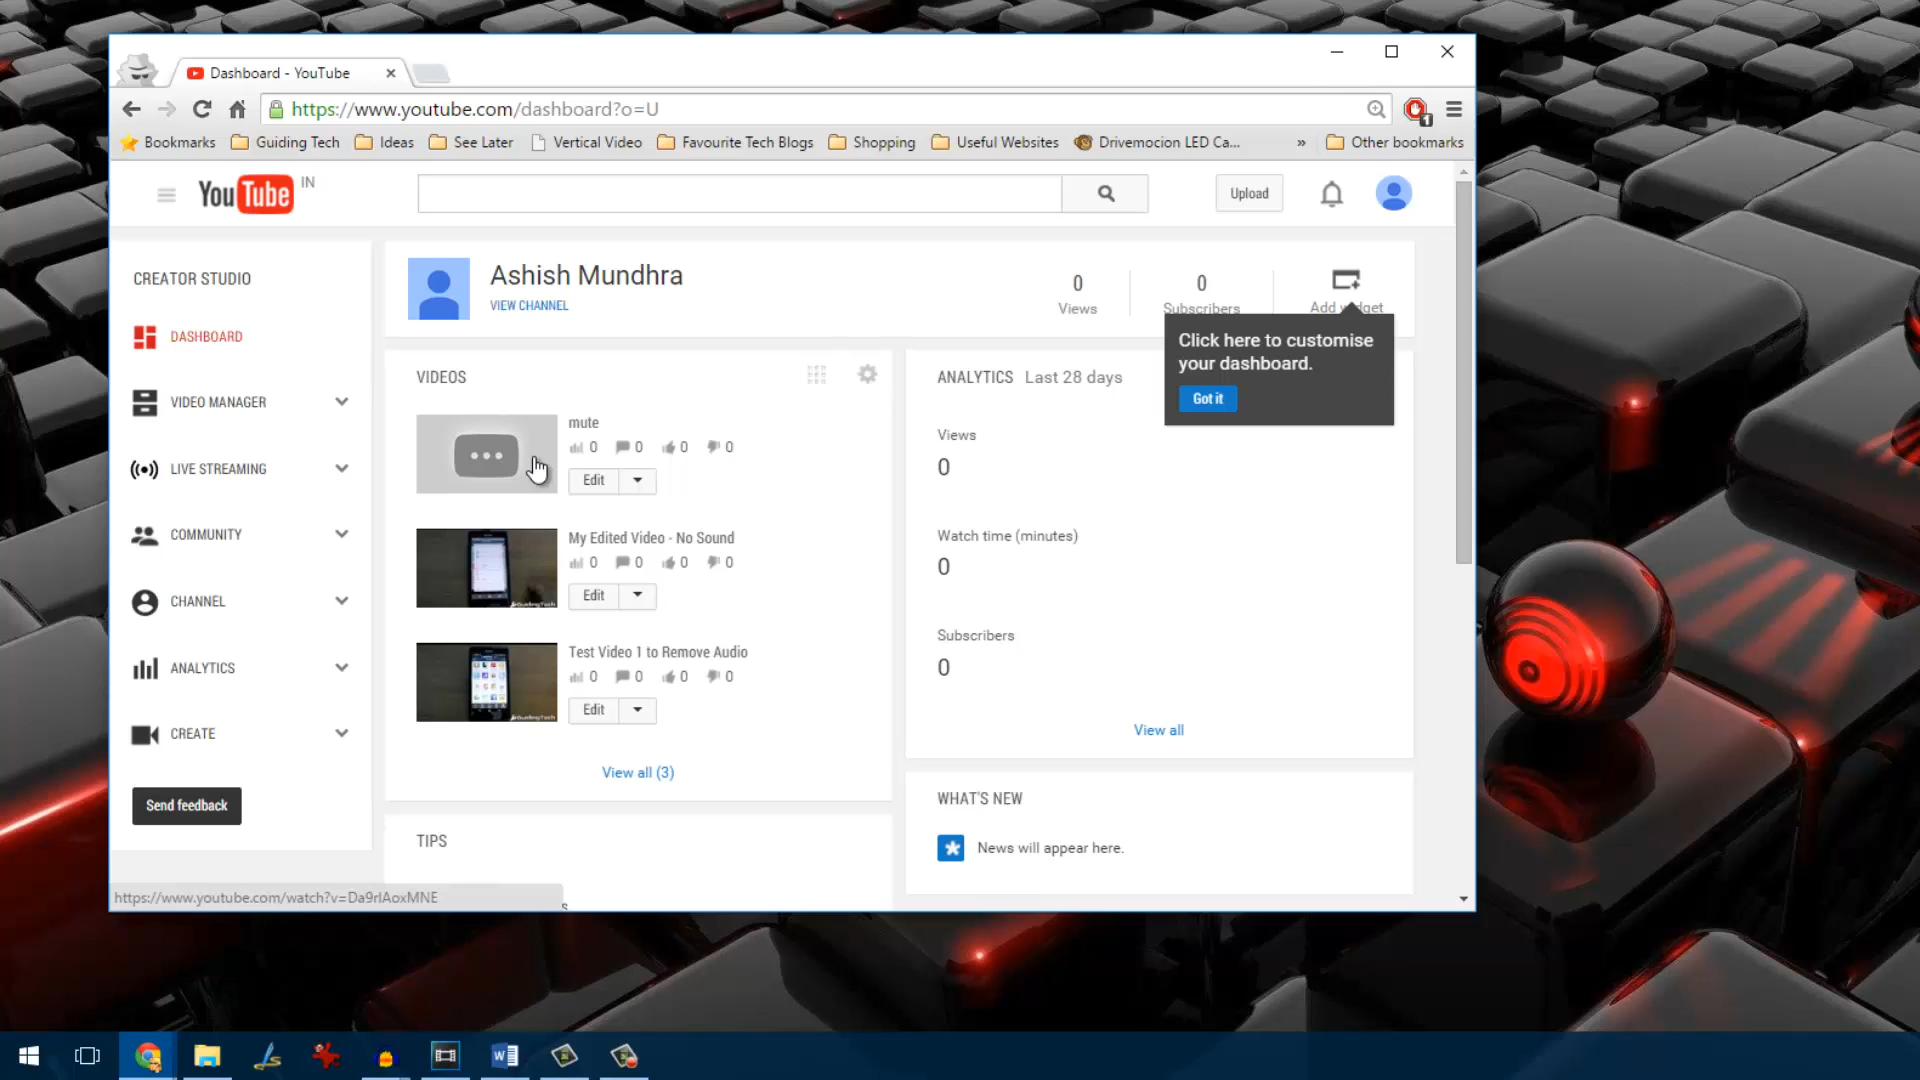 Dashboard - YouTube
https://www.youtube.com/dashboard?o=U
Bookmarks Guiding Tech Ideas See Later Vertical Video Favourite Tech Blogs Shopping Useful Websites Drivemocion LED Ca... » Other bookmarks
YouTube IN
Upload
CREATOR STUDIO
DASHBOARD
VIDEO MANAGER
LIVE STREAMING
COMMUNITY
CHANNEL
ANALYTICS
CREATE
Send feedback
Ashish Mundhra
VIEW CHANNEL
0 Views
0 Subscribers
Add widget
Click here to customise
your dashboard.
Got it
VIDEOS
mute
0 0 0 0
Edit
My Edited Video - No Sound
0 0 0 0
Edit
Test Video 1 to Remove Audio
0 0 0 0
Edit
View all (3)
TIPS
ANALYTICS Last 28 days
Views
0
Watch time (minutes)
0
Subscribers
0
View all
WHAT'S NEW
News will appear here.
https://www.youtube.com/watch?v=Da9rIAoxMNE